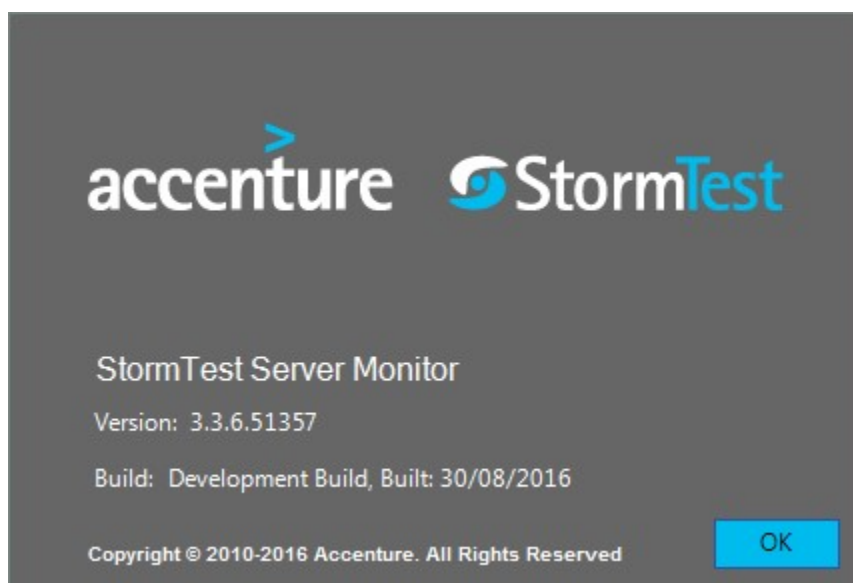 >
accenture StormTest
StormTest Server Monitor
Version: 3.3.6.51357
Build: Development Build, Built: 30/08/2016
Copyright © 2010-2016 Accenture. All Rights Reserved
OK